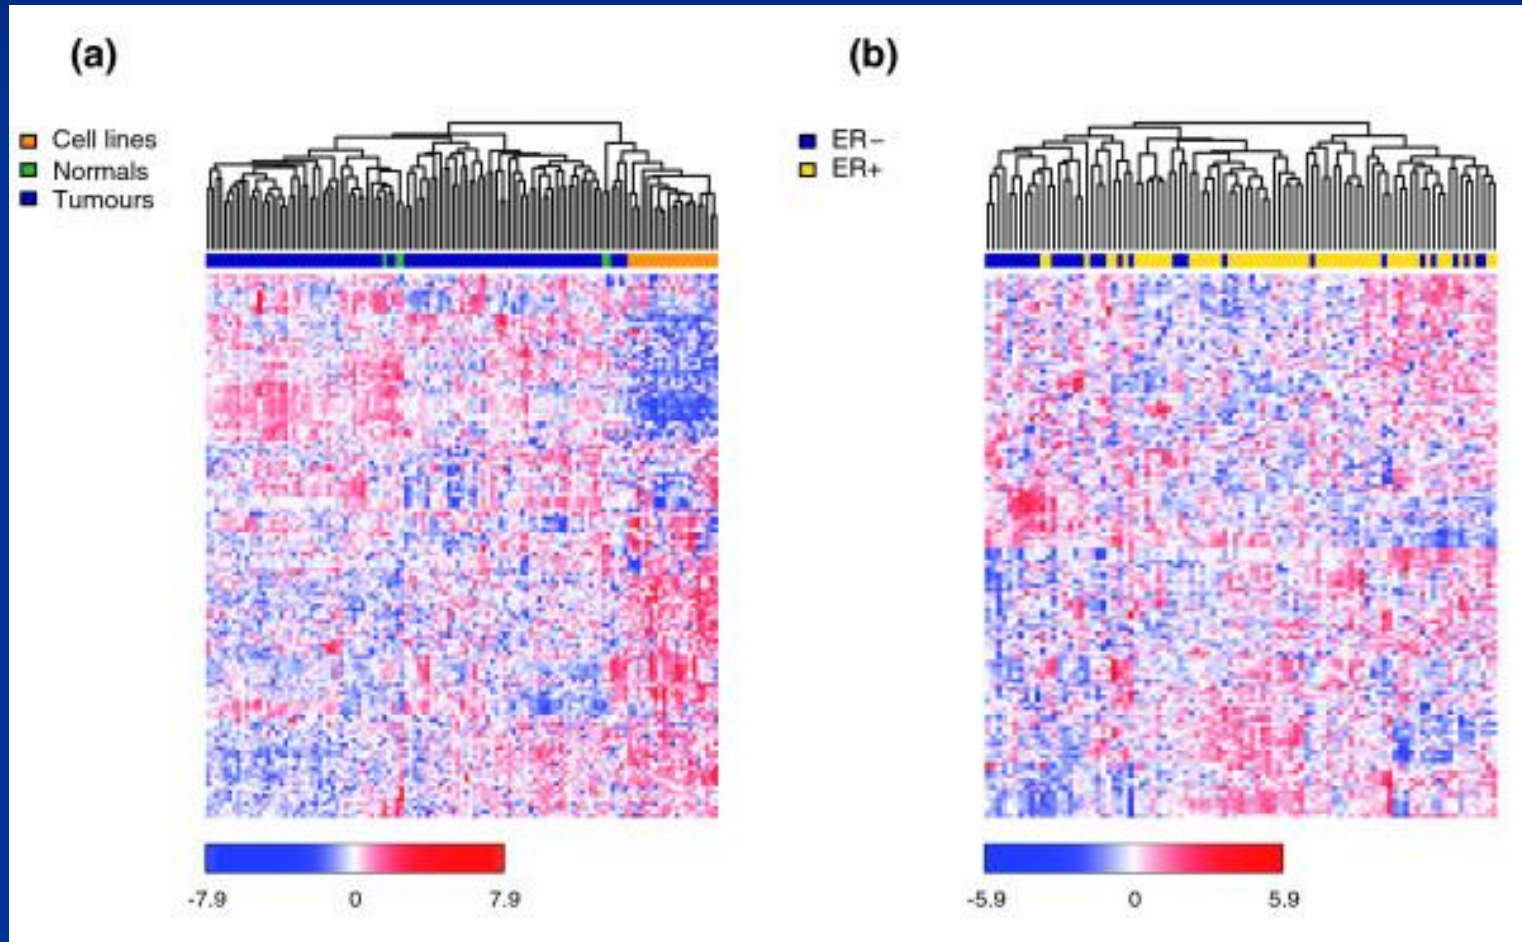 (a)
Cell lines
Normals
Tumours
-7.9 0 7.9
(b)
ER−
ER+
-5.9 0 5.9